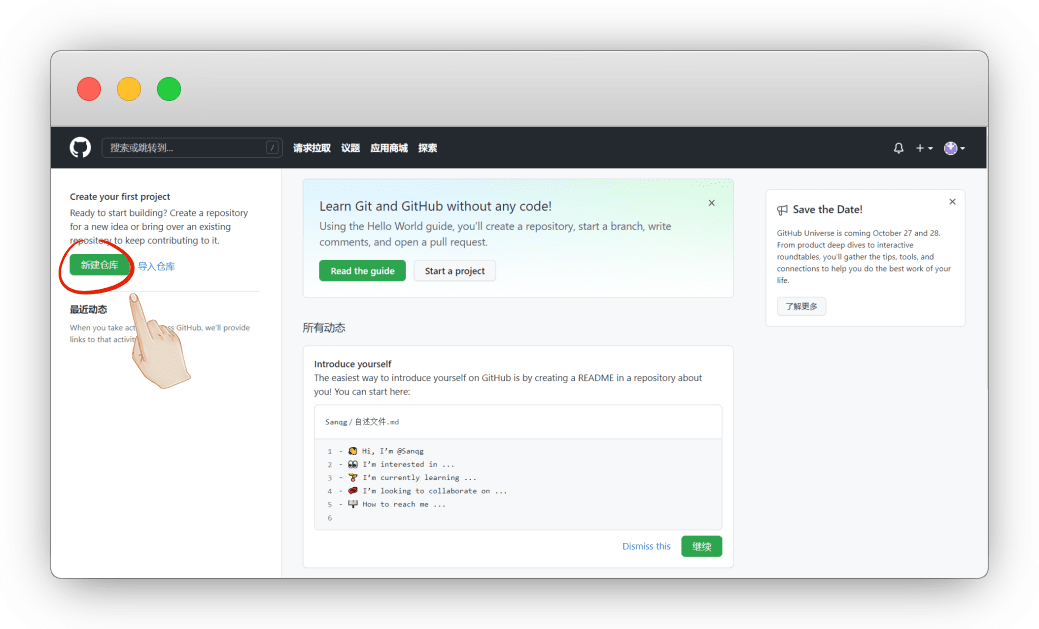 搜索或跳转到... / 请求拉取 议题 应用商城 探索
Create your first project
Ready to start building? Create a repository
for a new idea or bring over an existing
repository to keep contributing to it.
新建仓库 导入仓库
最近动态
When you take act ss GitHub, we'll provide
links to that activit
Learn Git and GitHub without any code!
Using the Hello World guide, you'll create a repository, start a branch, write
comments, and open a pull request.
Read the guide Start a project
所有动态
Introduce yourself
The easiest way to introduce yourself on GitHub is by creating a README in a repository about
you! You can start here:
Sanqg / 自述文件.md
1 - 👋 Hi, I'm @Sanqg
2 - 👀 I'm interested in ...
3 - 🌱 I'm currently learning ...
4 - 💞️ I'm looking to collaborate on ...
5 - 📫 How to reach me ...
6
Dismiss this 继续
Save the Date!
GitHub Universe is coming October 27 and 28.
From product deep dives to interactive
roundtables, you'll gather the tips, tools, and
connections to help you do the best work of your
life.
了解更多